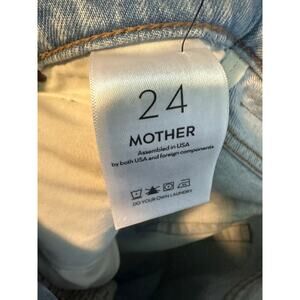 24
MOTHER
Assembled in USA
by both USA and foreign components
DO YOUR OWN LAUNDRY